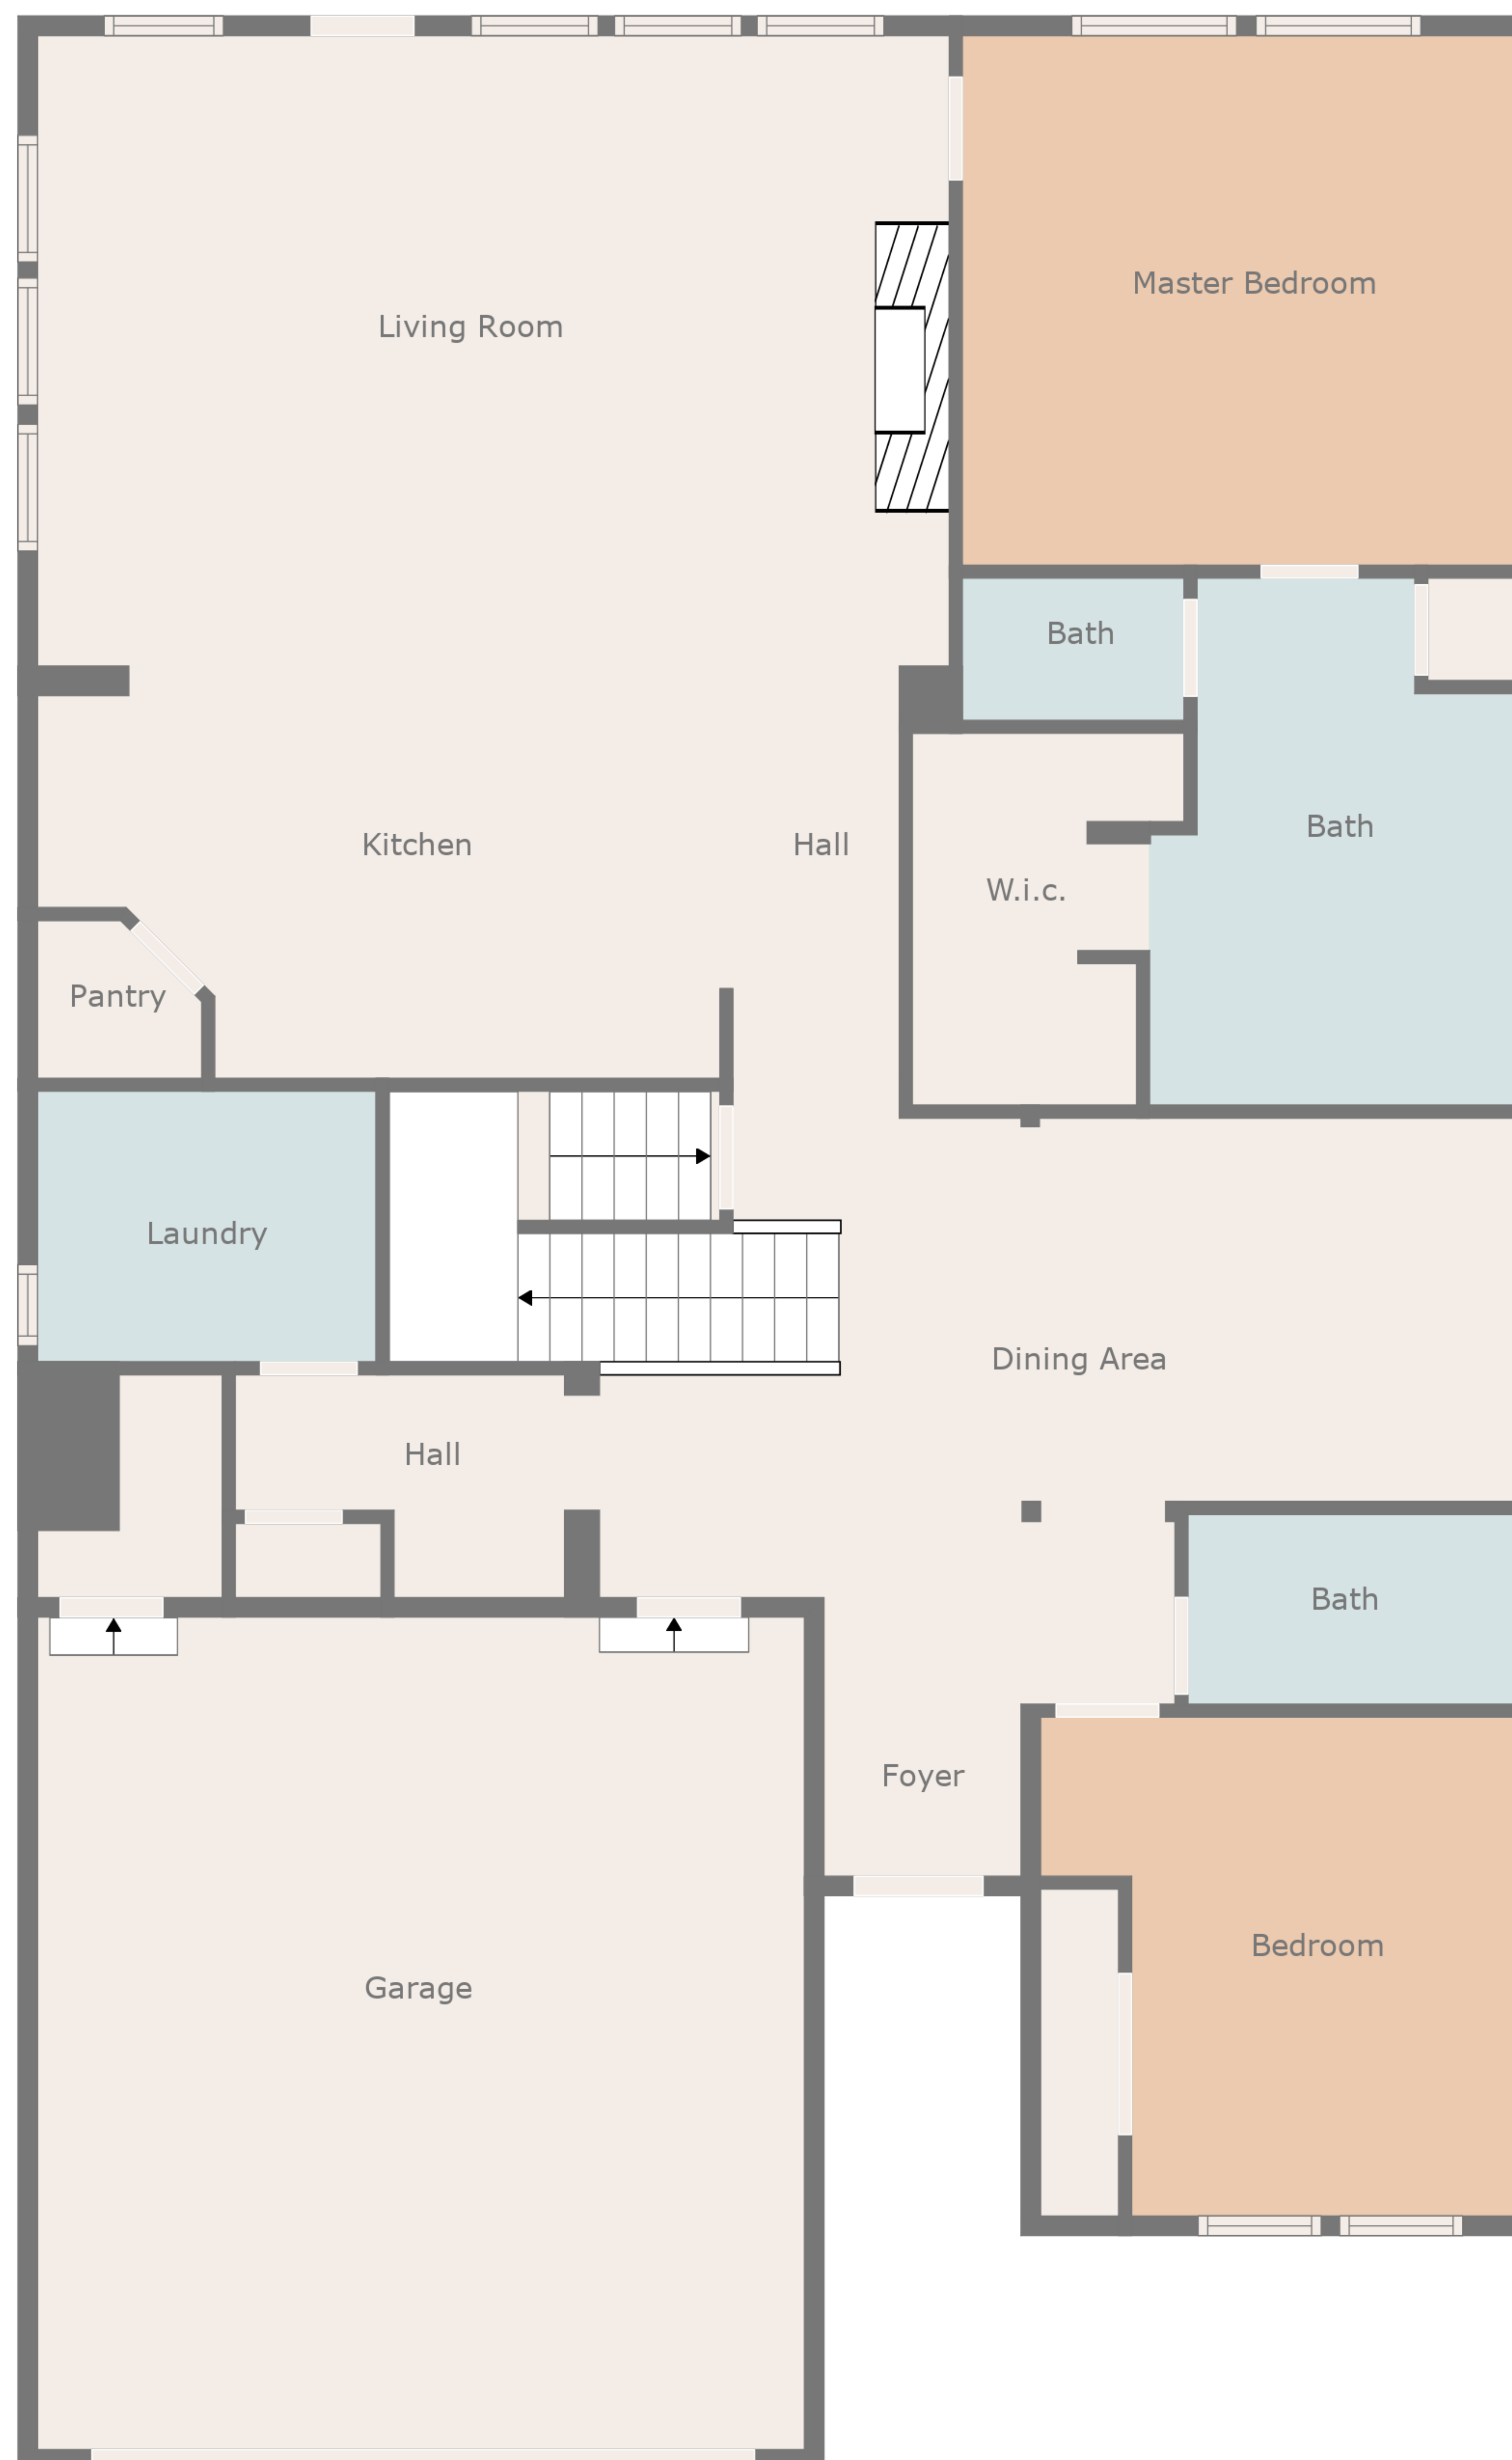 Master Bedroom
Living Room
Bath
Bath
Kitchen
Hall
W.i.c.
Pantry
Laundry
Dining Area
Hall
Bath
Foyer
Bedroom
Garage